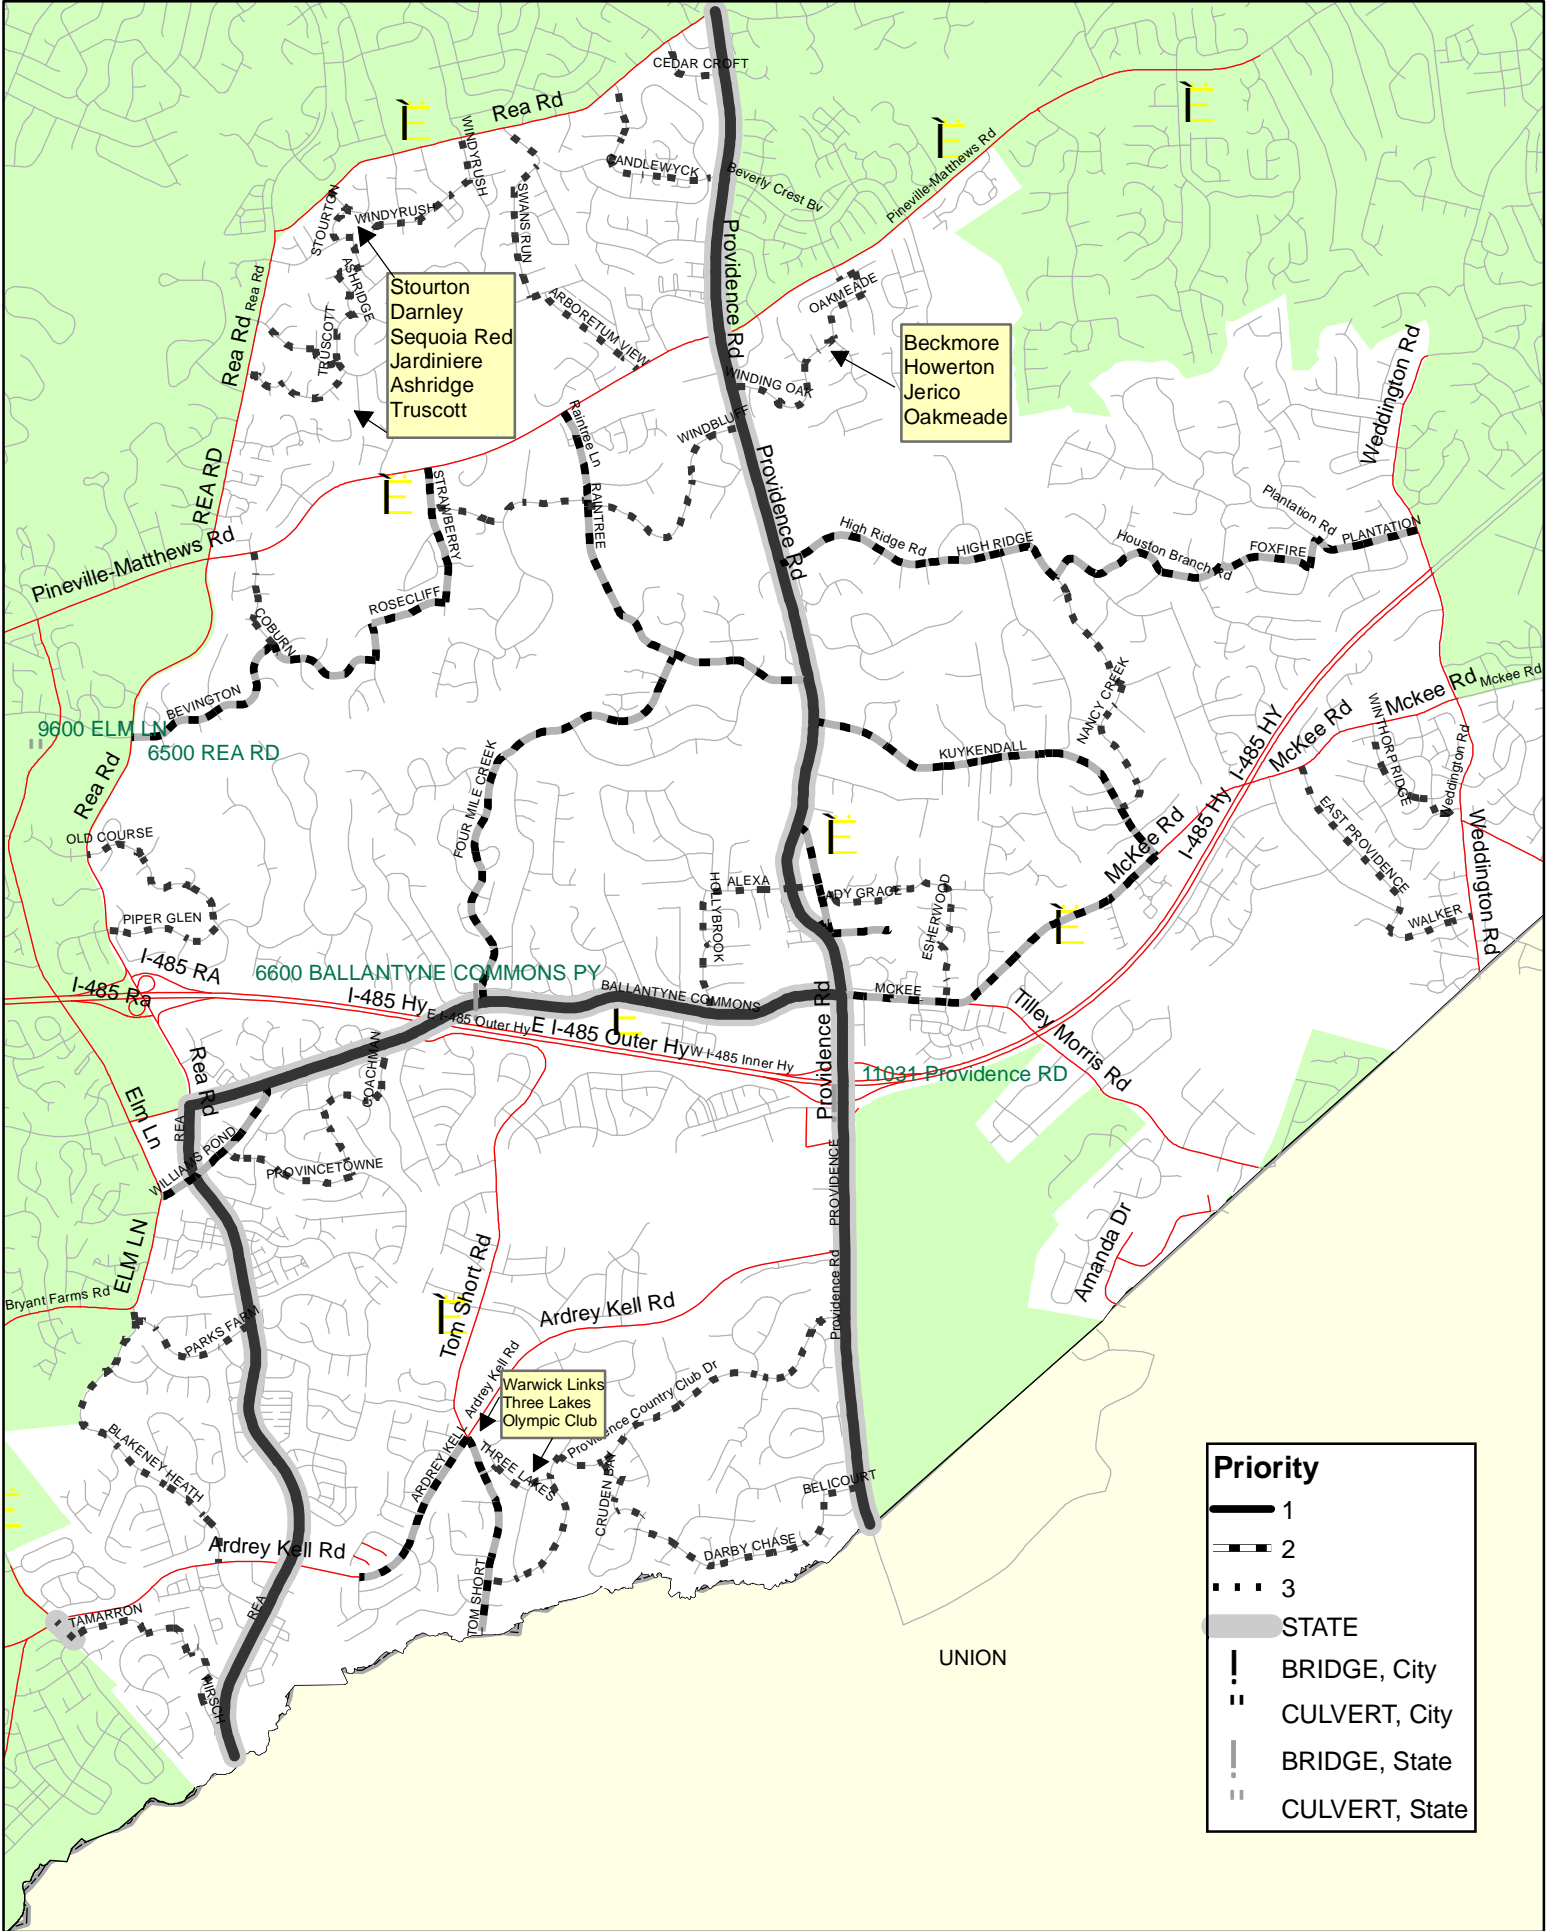 CEDAR CROFT
Rea Rd
WINDYRUSH
CANDLEWYCK
Beverly Crest Bv
Pineville-Matthews Rd
STOURTON
WINDYRUSH
SWANS RUN
Providence Rd
ASHRIDGE
Rea Rd
Rea Rd
TRUSCOTT
ARBORETUM VIEW
OAKMEADE
Stourton
Darnley
Sequoia Red
Jardiniere
Ashridge
Truscott
Beckmore
Howerton
Jerico
Oakmeade
WINDING OAK
Weddington Rd
Raintree Ln
WINDBLUFF
Providence Rd
REA RD
STRAWBERRY
RAINTREE
Pineville-Matthews Rd
High Ridge Rd
HIGH RIDGE
Houston Branch Rd
FOXFIRE
Plantation Rd
PLANTATION
ROSECLIFF
COBURN
BEVINGTON
9600 ELM LN
6500 REA RD
NANCY CREEK
KUYKENDALL
I-485 HY
McKee Rd
Mckee Rd
Mckee Rd
WINTHORP RIDGE
Weddington Rd
Rea Rd
FOUR MILE CREEK
OLD COURSE
McKee Rd
I-485 Hy
EAST PROVIDENCE
Weddington Rd
ALEXA
HOLLYBROOK
ADY GRACE
ESHERWOOD
WALKER
PIPER GLEN
I-485 RA
I-485 Ra
6600 BALLANTYNE COMMONS PY
I-485 Hy
BALLANTYNE COMMONS
MCKEE
E I-485 Outer Hy
E I-485 Outer Hy
W I-485 Inner Hy
Providence Rd
Tilley Morris Rd
11031 Providence RD
Rea Rd
COACHMAN
Elm Ln
REA
WILLIAMS POND
PROVINCETOWNE
PROVIDENCE
ELM LN
Bryant Farms Rd
Tom Short Rd
Providence Rd
Amanda Dr
PARKS FARM
Ardrey Kell Rd
Ardrey Kell Rd
Warwick Links
Three Lakes
Olympic Club
Providence Country Club Dr
BLAKENEY HEATH
ARDREY KELL
THREE LAKES
CRUDEN BAY
BELICOURT
Ardrey Kell Rd
DARBY CHASE
TOM SHORT
REA
TAMARRON
HIRSCH
UNION
Priority
1
2
3
STATE
BRIDGE, City
CULVERT, City
BRIDGE, State
CULVERT, State